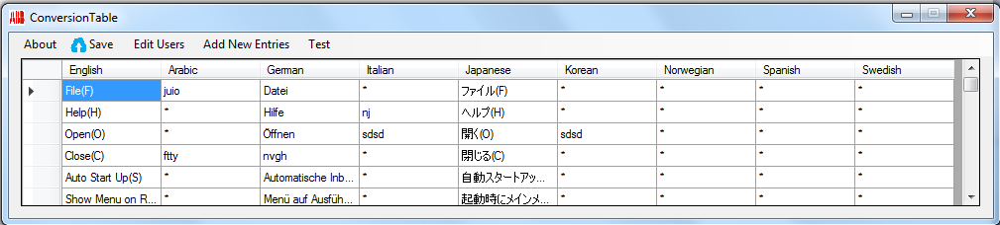 ABB ConversionTable
About Save Edit Users Add New Entries Test
English Arabic German Italian Japanese Korean Norwegian Spanish Swedish
File(F) juio Datei * ファイル(F) * * * *
Help(H) * Hilfe nj ヘルプ(H) * * * *
Open(O) * Öffnen sdsd 開く(O) sdsd * * *
Close(C) ftty nvgh * 閉じる(C) * * * *
Auto Start Up(S) * Automatische Inb... * 自動スタートアッ... * * * *
Show Menu on R... * Menü auf Ausfüh... * 起動時にメインメ... * * * *